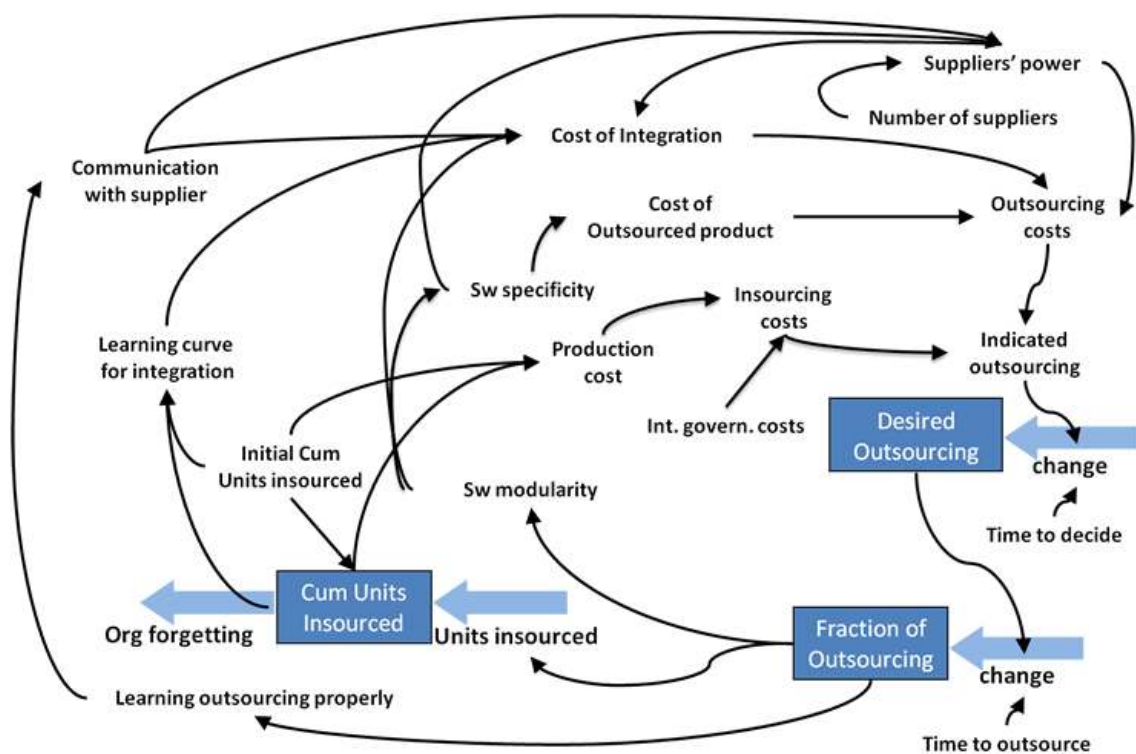 Suppliers' power
Number of suppliers
Cost of Integration
Communication
with supplier
Cost of
Outsourced product
Outsourcing
costs
Sw specificity
Insourcing
costs
Learning curve
for integration
Production
cost
Indicated
outsourcing
Int. govern. costs
Desired
Outsourcing
Initial Cum
Units insourced
change
Sw modularity
Time to decide
Cum Units
Insourced
Org forgetting
Units insourced
Fraction of
Outsourcing
change
Learning outsourcing properly
Time to outsource